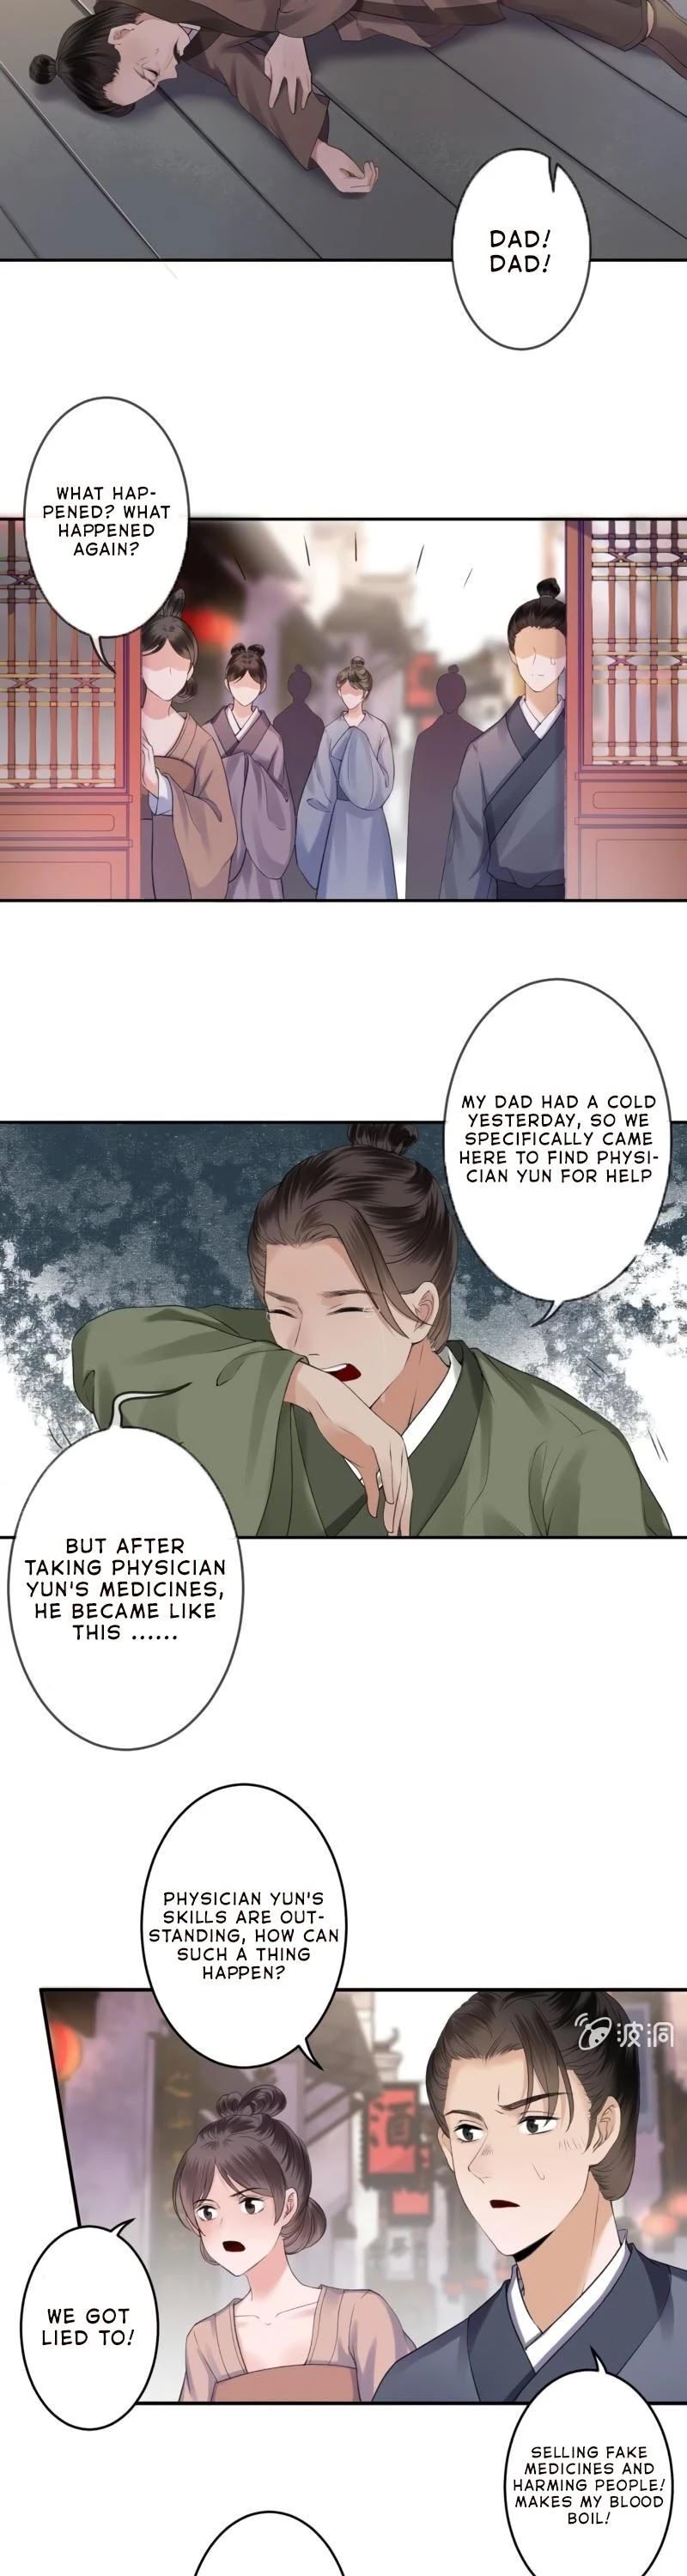 DAD!
DAD!
WHAT HAP-
PENED? WHAT
HAPPENED
AGAIN?
MY DAD HAD A COLD
YESTERDAY, SO WE
SPECIFICALLY CAME
HERE TO FIND PHYSI-
CIAN YUN FOR HELP
BUT AFTER
TAKING PHYSICIAN
YUN'S MEDICINES,
HE BECAME LIKE
THIS ......
PHYSICIAN YUN'S
SKILLS ARE OUT-
STANDING, HOW CAN
SUCH A THING
HAPPEN?
波洞
酒
WE GOT
LIED TO!
SELLING FAKE
MEDICINES AND
HARMING PEOPLE!
MAKES MY BLOOD
BOIL!